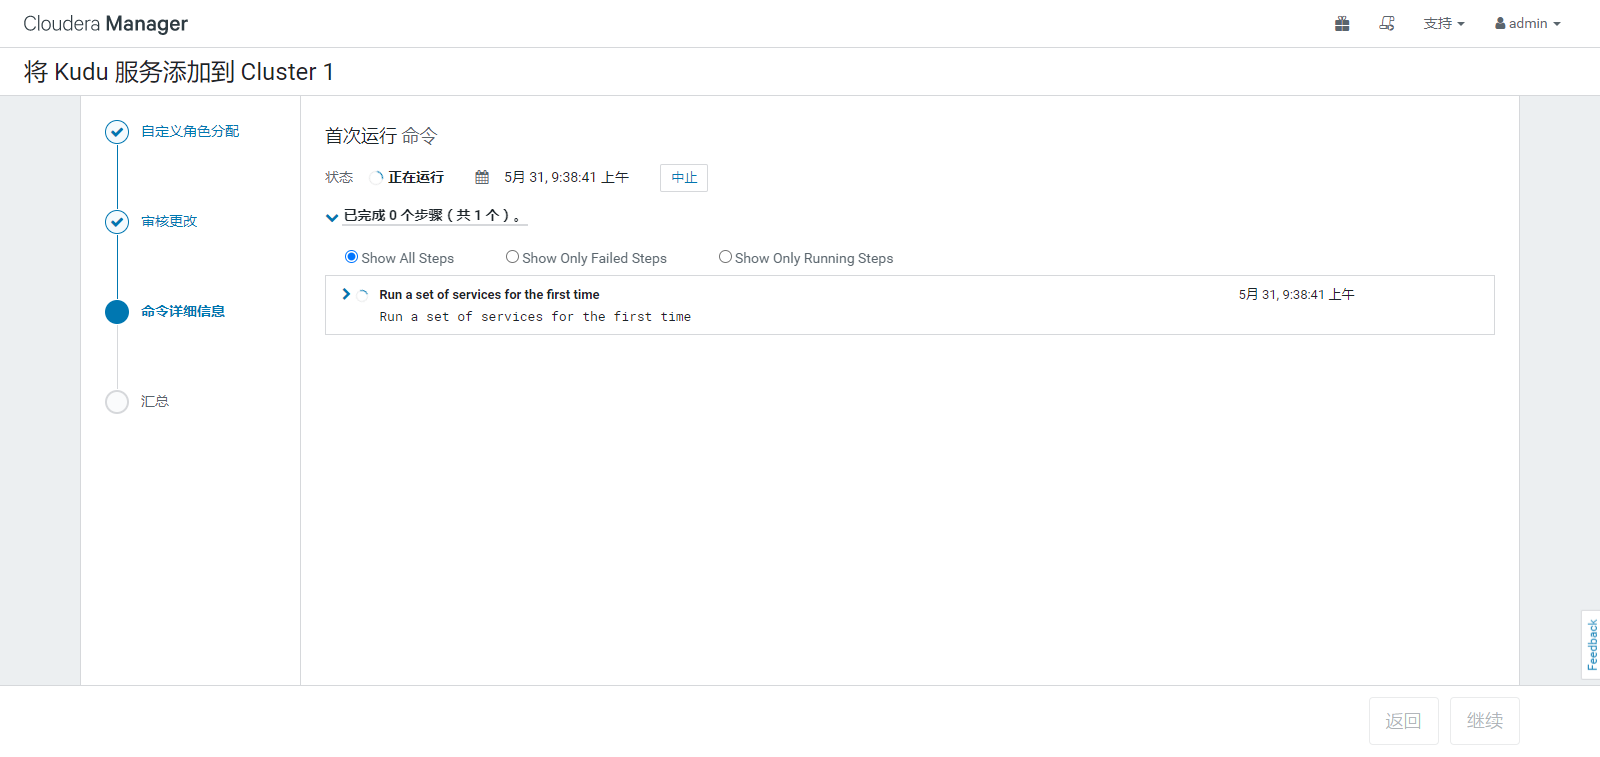 Cloudera Manager
支持
admin
将 Kudu 服务添加到 Cluster 1
自定义角色分配
审核更改
命令详细信息
汇总
首次运行 命令
状态 正在运行 5月 31, 9:38:41 上午 中止
已完成 0 个步骤（共 1 个）。
Show All Steps Show Only Failed Steps Show Only Running Steps
Run a set of services for the first time 5月 31, 9:38:41 上午
Run a set of services for the first time
Feedback
返回 继续